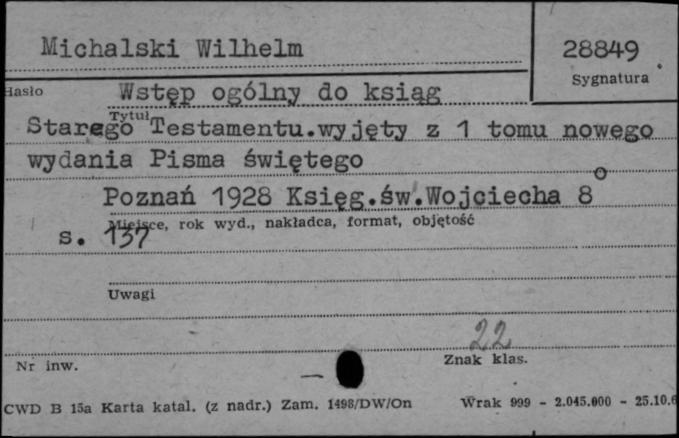 Michalski Wilhelm
28849
Sygnatura
Hasło
Wstęp ogólny do ksiąg
Tytuł
Starego Testamentu.wyjęty z 1 tomu nowego
wydania Pisma świętego
Poznań 1928 Księg.św.Wojciecha 8o
Miejsce, rok wyd., nakładca, format, objętość
s. 137
Uwagi
22
Nr inw.
Znak klas.
CWD B 15a Karta katal. (z nadr.) Zam. 1498/DW/On
Wrak 999 - 2.045.000 - 25.10.6